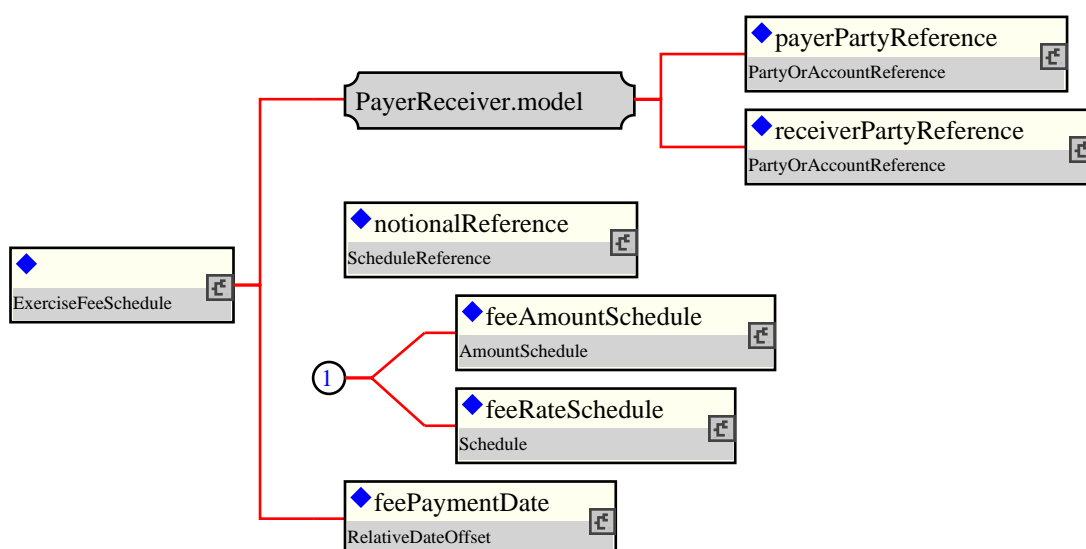 payerPartyReference
PartyOrAccountReference
PayerReceiver.model
receiverPartyReference
PartyOrAccountReference
notionalReference
ScheduleReference
ExerciseFeeSchedule
feeAmountSchedule
AmountSchedule
1
feeRateSchedule
Schedule
feePaymentDate
RelativeDateOffset